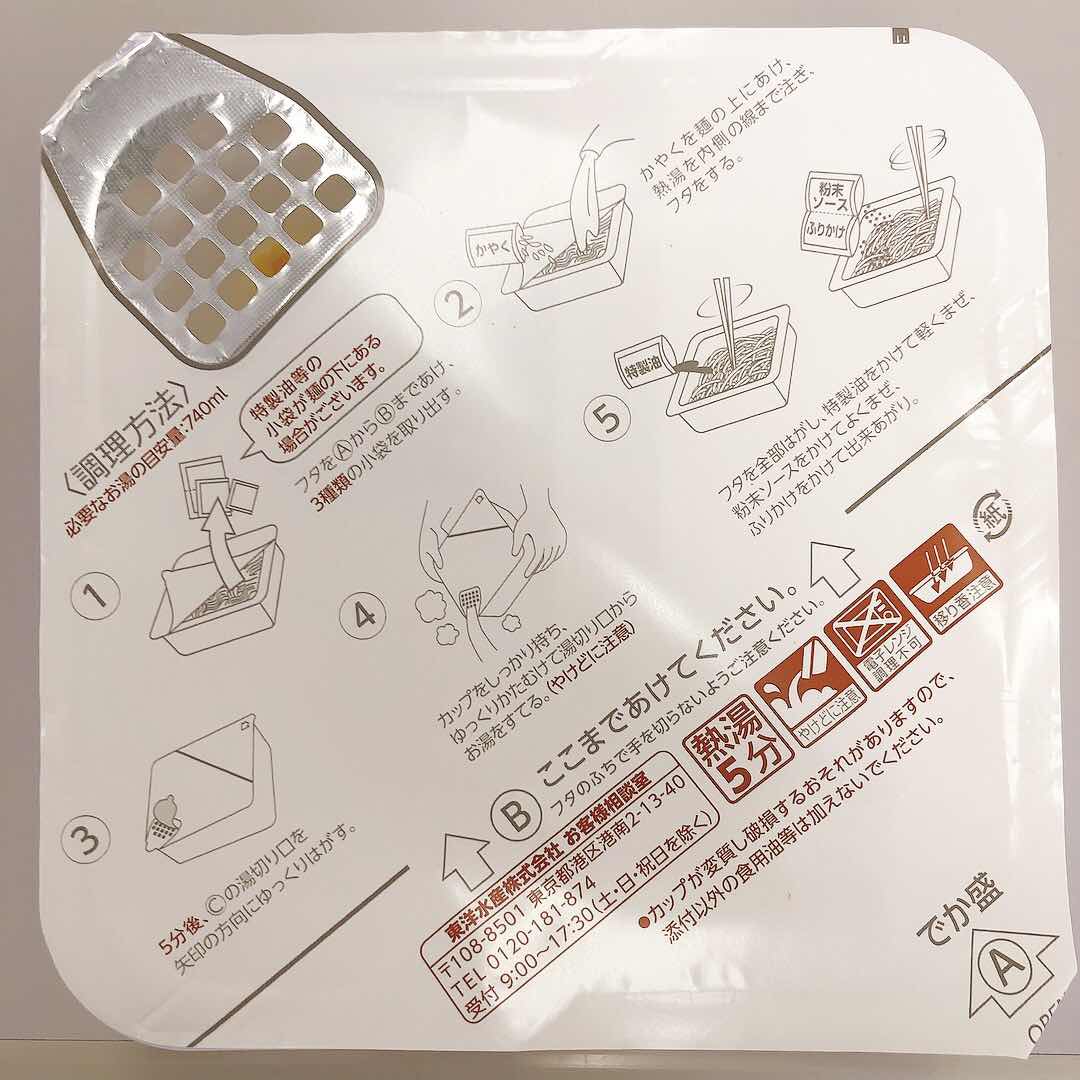 〈調理方法〉
必要なお湯の目安量:740ml
特製油等の
小袋が麺の下にある
場合がございます。
1
フタをⒶからⒷまであけ、
3種類の小袋を取り出す。
2
かやく
かやくを麺の上にあけ、
熱湯を内側の線まで注ぎ、
フタをする。
3
5分後、Ⓒの湯切り口を
矢印の方向にゆっくりはがす。
4
カップをしっかり持ち、
ゆっくりかたむけて湯切り口から
お湯をすてる。(やけどに注意)
5
特製油
粉末
ソース
ふりかけ
フタを全部はがし、特製油をかけて軽くまぜ、
粉末ソースをかけてよくまぜ、
ふりかけをかけて出来あがり。
紙
B
ここまであけてください。
フタのふちで手を切らないようご注意ください。
熱湯
5分
やけどに注意
電子レンジ
調理不可
移り香注意
東洋水産株式会社 お客様相談室
〒108-8501 東京都港区港南2-13-40
TEL 0120-181-874
受付 9:00〜17:30(土・日・祝日を除く)
●カップが変質し破損するおそれがありますので、
添付以外の食用油等は加えないでください。
でか盛
A